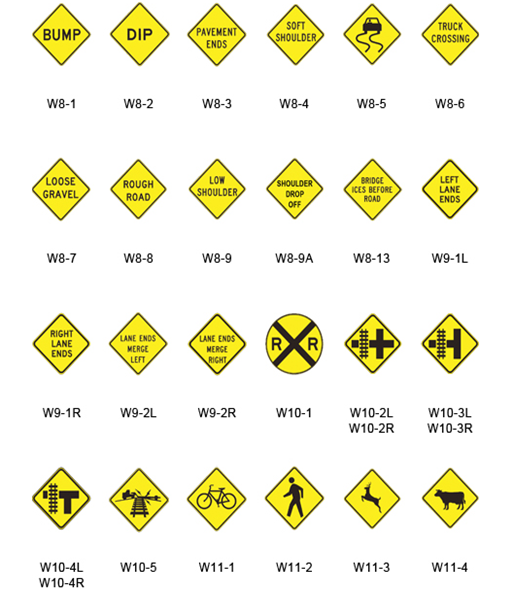 BUMP
DIP
PAVEMENT
ENDS
SOFT
SHOULDER
TRUCK
CROSSING
W8-1
W8-2
W8-3
W8-4
W8-5
W8-6
LOOSE
GRAVEL
ROUGH
ROAD
LOW
SHOULDER
SHOULDER
DROP
OFF
BRIDGE
ICES BEFORE
ROAD
LEFT
LANE
ENDS
W8-7
W8-8
W8-9
W8-9A
W8-13
W9-1L
RIGHT
LANE
ENDS
LANE ENDS
MERGE
LEFT
LANE ENDS
MERGE
RIGHT
R R
W9-1R
W9-2L
W9-2R
W10-1
W10-2L
W10-2R
W10-3L
W10-3R
W10-4L
W10-4R
W10-5
W11-1
W11-2
W11-3
W11-4